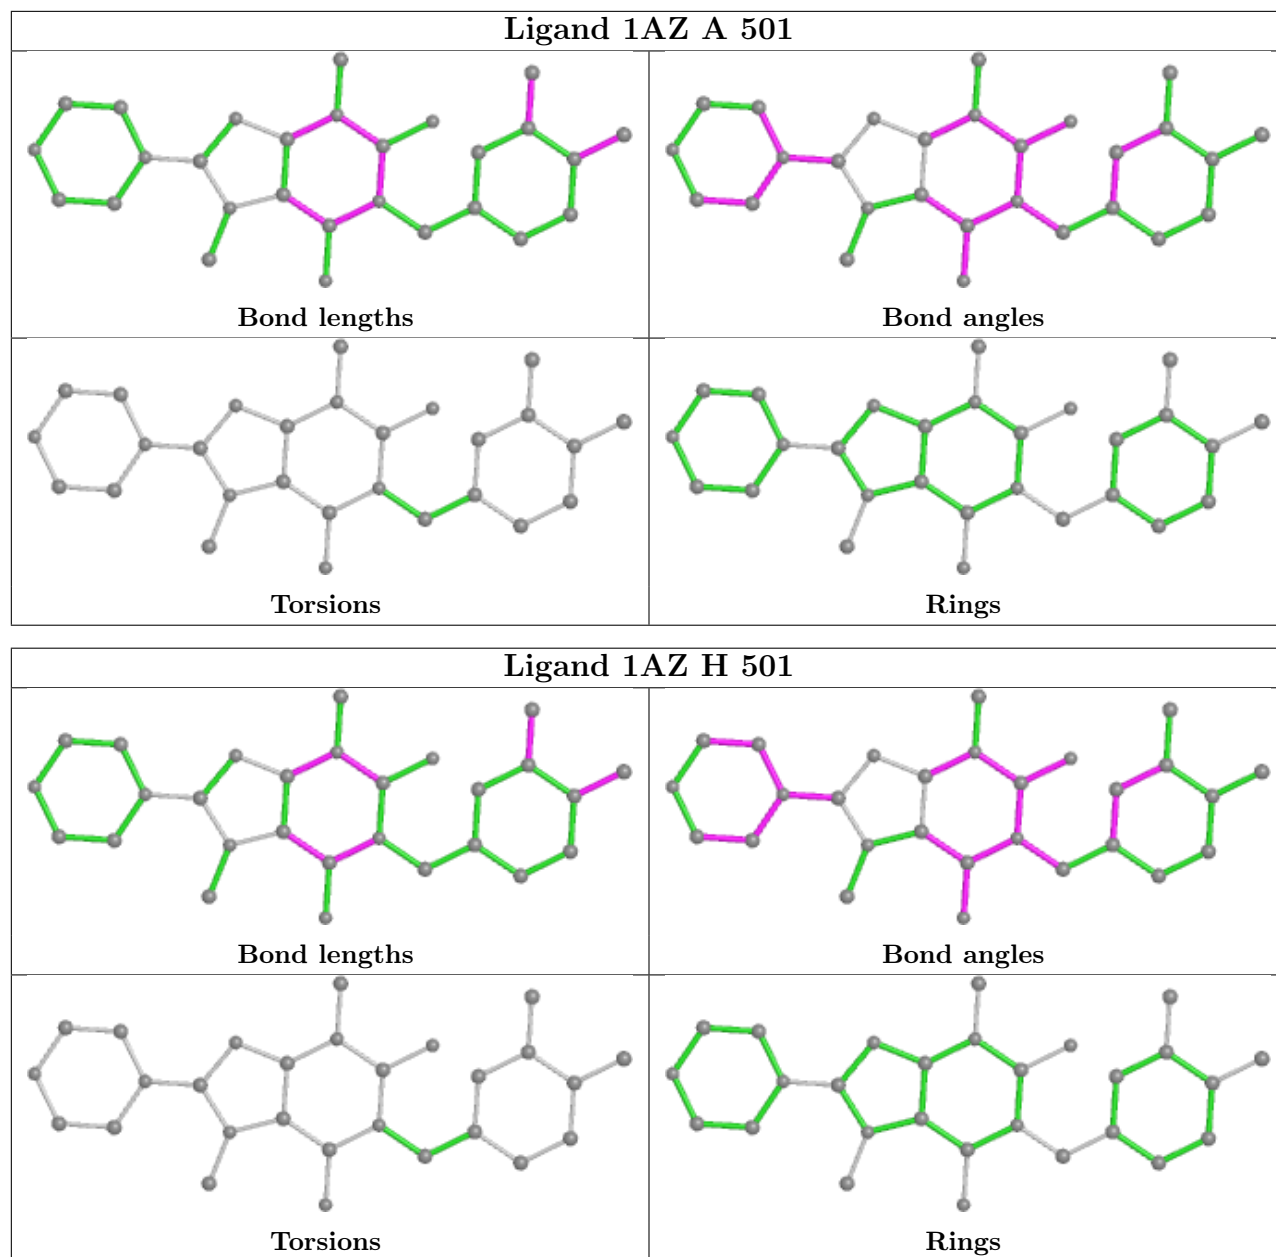 Ligand 1AZ A 501
Bond lengths
Bond angles
Torsions
Rings
Ligand 1AZ H 501
Bond lengths
Bond angles
Torsions
Rings